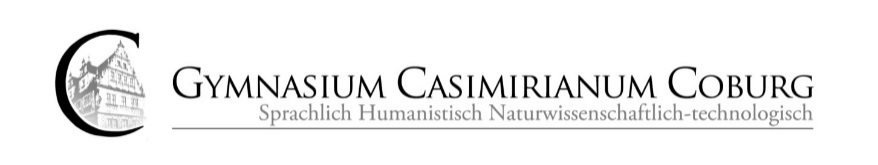 GYMNASIUM CASIMIRIANUM COBURG
Sprachlich Humanistisch Naturwissenschaftlich-technologisch